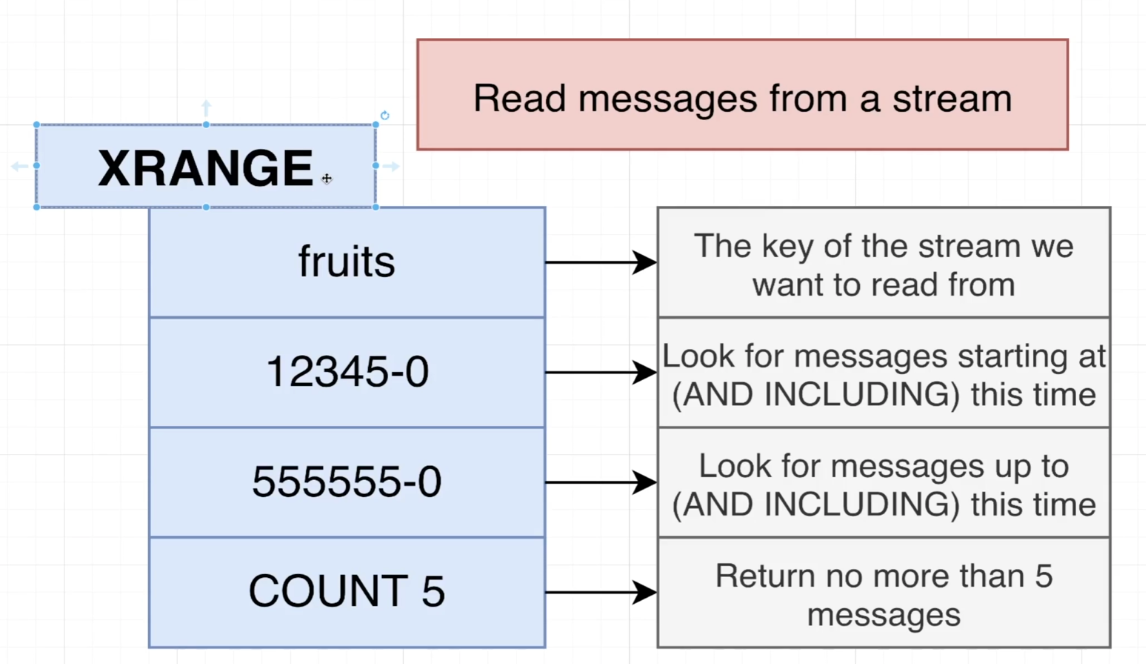 Read messages from a stream
XRANGE
fruits
The key of the stream we
want to read from
12345-0
Look for messages starting at
(AND INCLUDING) this time
555555-0
Look for messages up to
(AND INCLUDING) this time
COUNT 5
Return no more than 5
messages